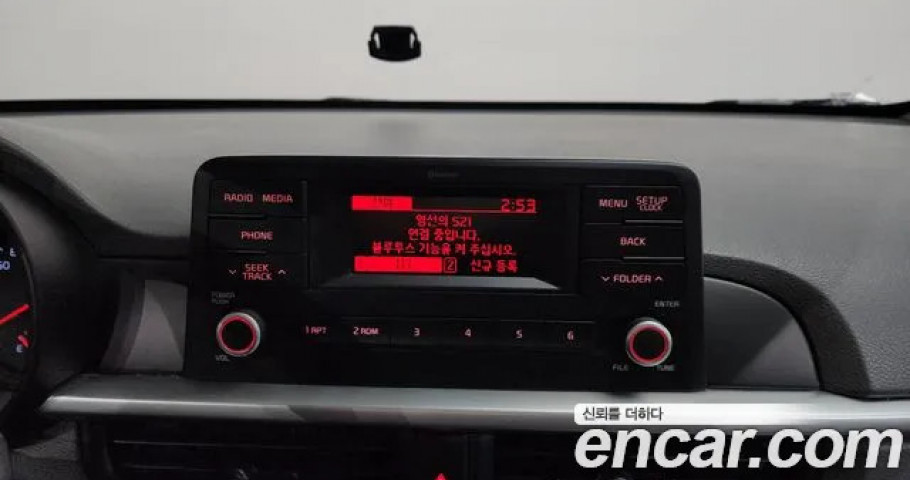 Bluetooth
RADIO MEDIA
PHONE
SEEK
TRACK
POWER
PUSH
VOL
2:53
영선의 S21
연결 중입니다.
블루투스 기능을 켜 주십시오.
2 신규 등록
1 RPT 2 RDM 3 4 5 6
MENU SETUP
CLOCK
BACK
FOLDER
ENTER
FILE TUNE
E
신뢰를 더하다
encar.com